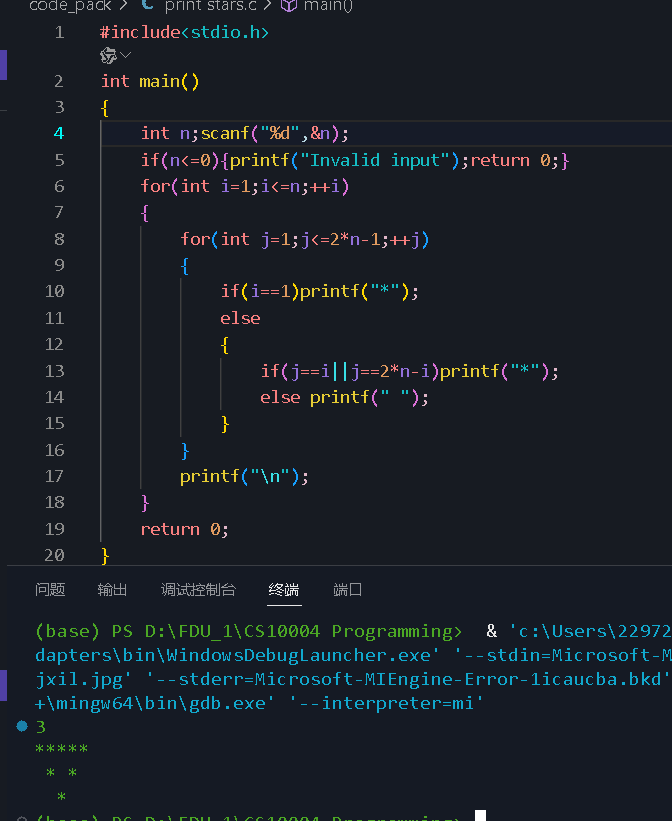 code_pack > C print stars.c > main()
1 #include<stdio.h>
2 int main()
3 {
4     int n;scanf("%d",&n);
5     if(n<=0){printf("Invalid input");return 0;}
6     for(int i=1;i<=n;++i)
7     {
8         for(int j=1;j<=2*n-1;++j)
9         {
10             if(i==1)printf("*");
11             else
12             {
13                 if(j==i||j==2*n-i)printf("*");
14                 else printf(" ");
15             }
16         }
17         printf("\n");
18     }
19     return 0;
20 }
问题 输出 调试控制台 终端 端口
(base) PS D:\FDU_1\CS10004 Programming>  & 'c:\Users\22972
dapters\bin\WindowsDebugLauncher.exe' '--stdin=Microsoft-M
jxil.jpg' '--stderr=Microsoft-MIEngine-Error-1icaucba.bkd'
+\mingw64\bin\gdb.exe' '--interpreter=mi'
3
*****
 * *
  *
(base) PS D:\FDU_1\CS10004 Programming>